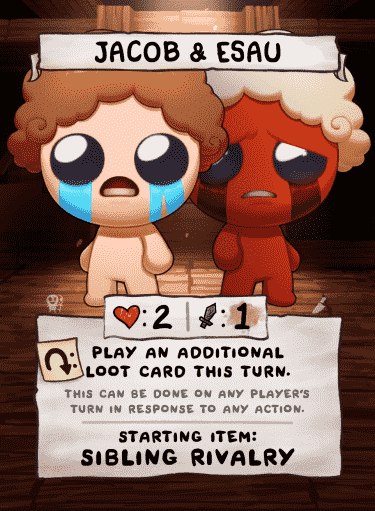 JACOB & ESAU
:2 :1
: PLAY AN ADDITIONAL
LOOT CARD THIS TURN.
THIS CAN BE DONE ON ANY PLAYER'S
TURN IN RESPONSE TO ANY ACTION.
STARTING ITEM:
SIBLING RIVALRY